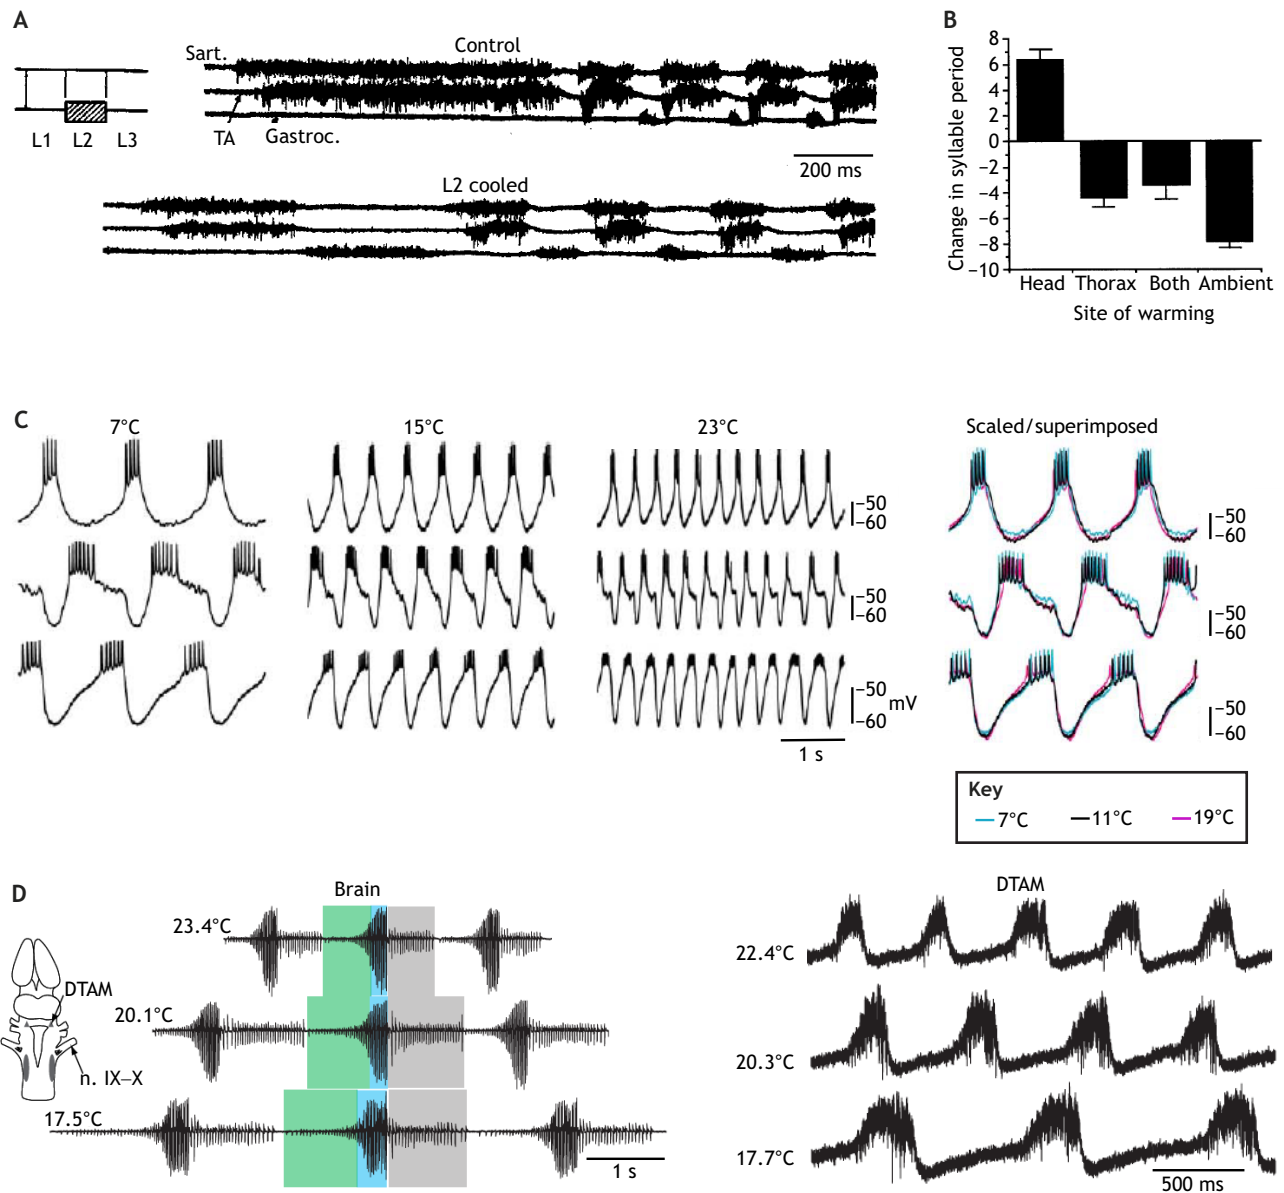 A
Sart.
Control
TA
Gastroc.
L1 L2 L3
200 ms
L2 cooled
B
Change in syllable period
8
6
4
2
0
−2
−4
−6
−8
−10
Head Thorax Both Ambient
Site of warming
C
7°C
15°C
23°C
Scaled/superimposed
−50
−60
−50
−60
−50
−60
−50
−60
−50
−60
mV
−50
−60
1 s
Key
7°C 11°C 19°C
D
Brain
23.4°C
DTAM
20.1°C
n. IX–X
17.5°C
1 s
DTAM
22.4°C
20.3°C
17.7°C
500 ms